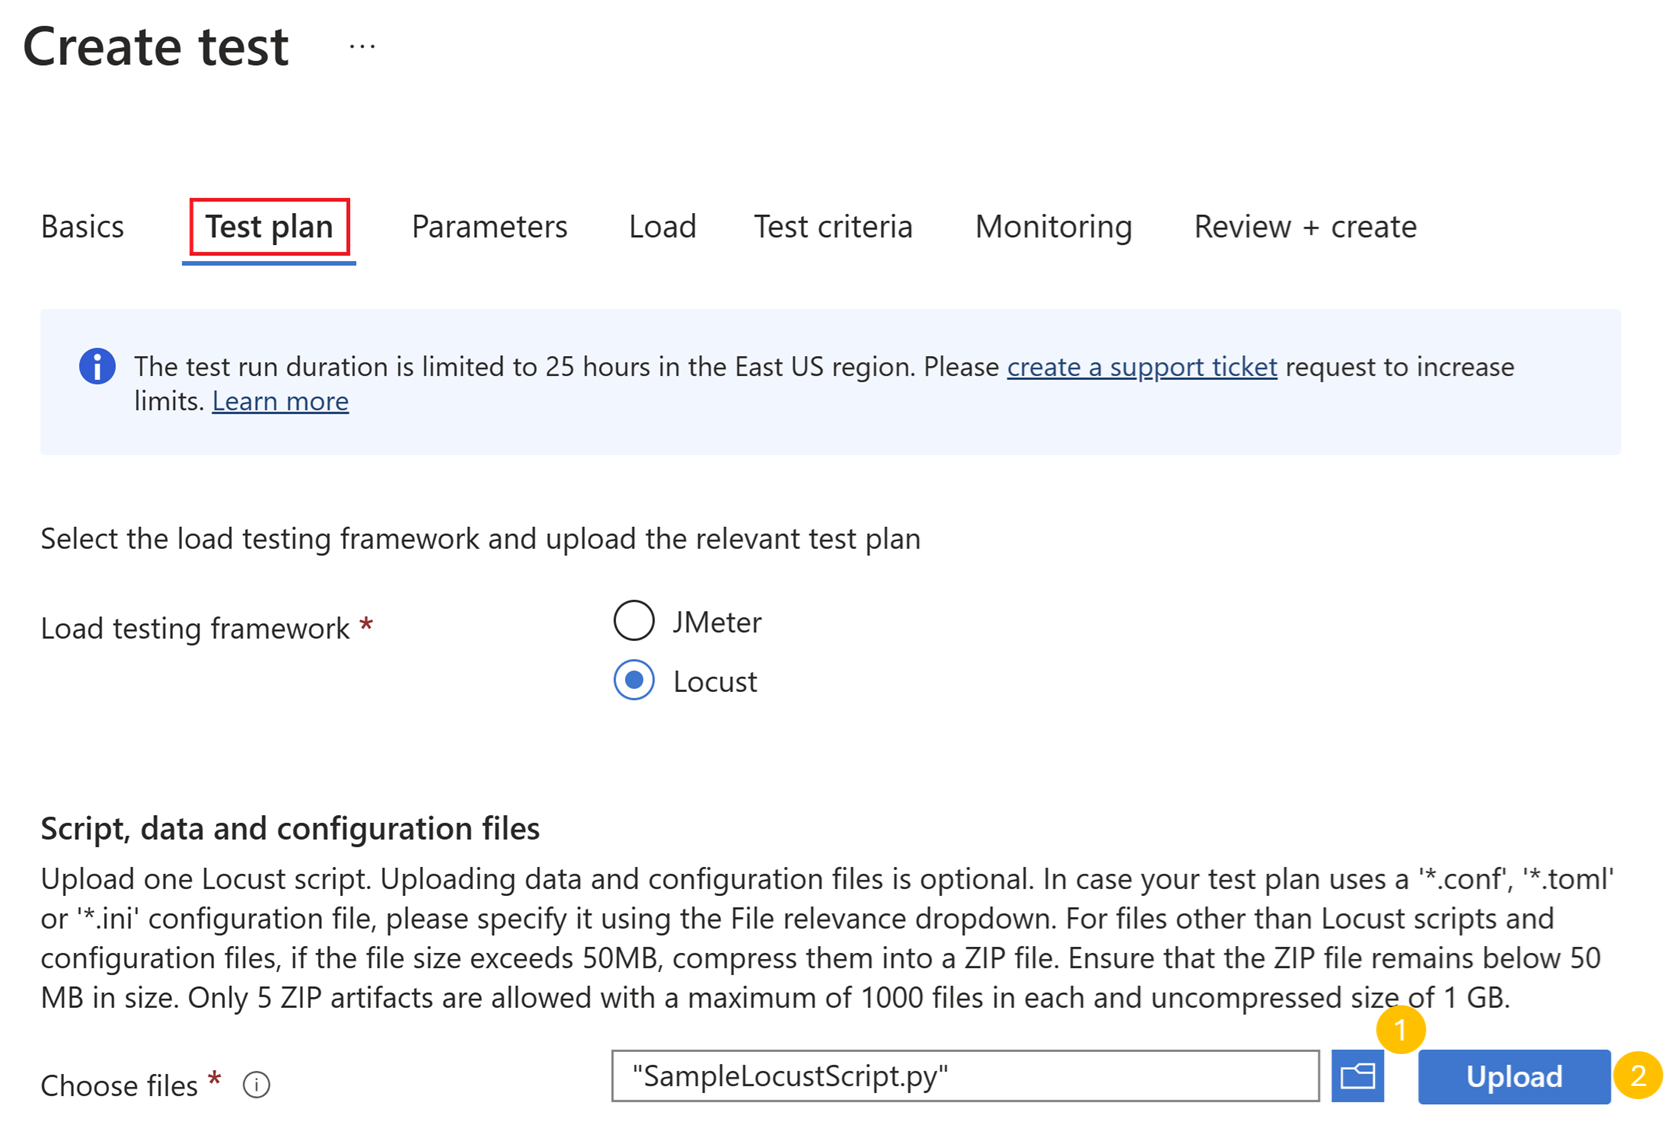 Create test ...
Basics Test plan Parameters Load Test criteria Monitoring Review + create
The test run duration is limited to 25 hours in the East US region. Please create a support ticket request to increase
limits. Learn more
Select the load testing framework and upload the relevant test plan
Load testing framework *
JMeter
Locust
Script, data and configuration files
Upload one Locust script. Uploading data and configuration files is optional. In case your test plan uses a '*.conf', '*.toml'
or '*.ini' configuration file, please specify it using the File relevance dropdown. For files other than Locust scripts and
configuration files, if the file size exceeds 50MB, compress them into a ZIP file. Ensure that the ZIP file remains below 50
MB in size. Only 5 ZIP artifacts are allowed with a maximum of 1000 files in each and uncompressed size of 1 GB.
1
Choose files * "SampleLocustScript.py" Upload 2